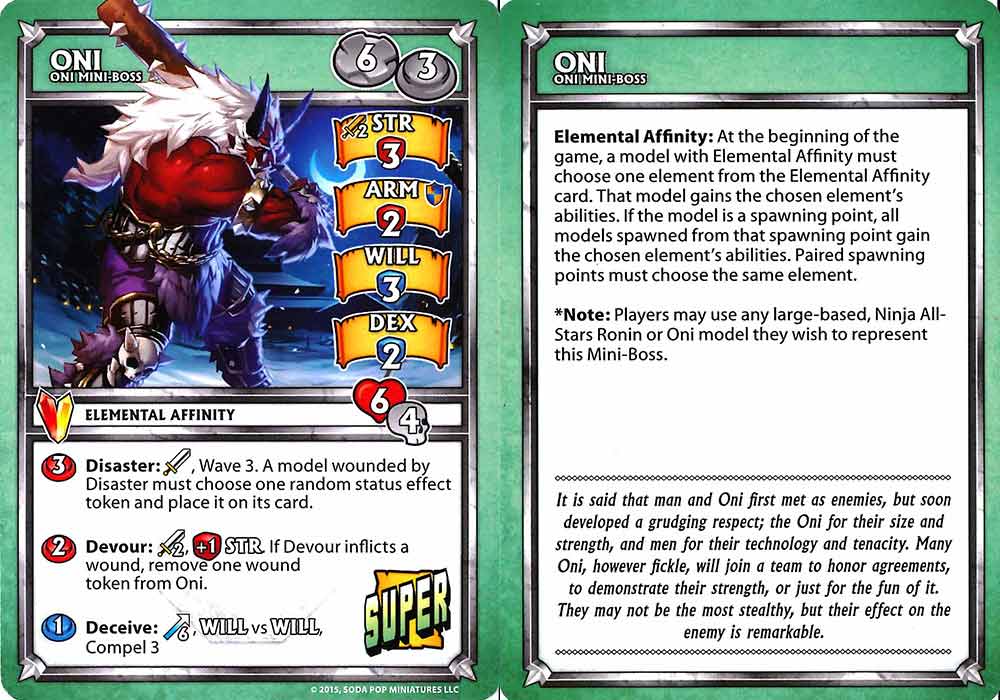 ONI
ONI MINI-BOSS
6
3
2 STR
3
ARM
2
WILL
3
DEX
2
ELEMENTAL AFFINITY
6
4
3 Disaster: , Wave 3. A model wounded by
Disaster must choose one random status effect
token and place it on its card.
2 Devour: 2, +1 STR. If Devour inflicts a
wound, remove one wound
token from Oni.
1 Deceive: 6, WILL vs WILL,
Compel 3
SUPER
© 2015, SODA POP MINIATURES LLC
ONI
ONI MINI-BOSS
Elemental Affinity: At the beginning of the
game, a model with Elemental Affinity must
choose one element from the Elemental Affinity
card. That model gains the chosen element's
abilities. If the model is a spawning point, all
models spawned from that spawning point gain
the chosen element's abilities. Paired spawning
points must choose the same element.
*Note: Players may use any large-based, Ninja All-
Stars Ronin or Oni model they wish to represent
this Mini-Boss.
It is said that man and Oni first met as enemies, but soon
developed a grudging respect; the Oni for their size and
strength, and men for their technology and tenacity. Many
Oni, however fickle, will join a team to honor agreements,
to demonstrate their strength, or just for the fun of it.
They may not be the most stealthy, but their effect on the
enemy is remarkable.